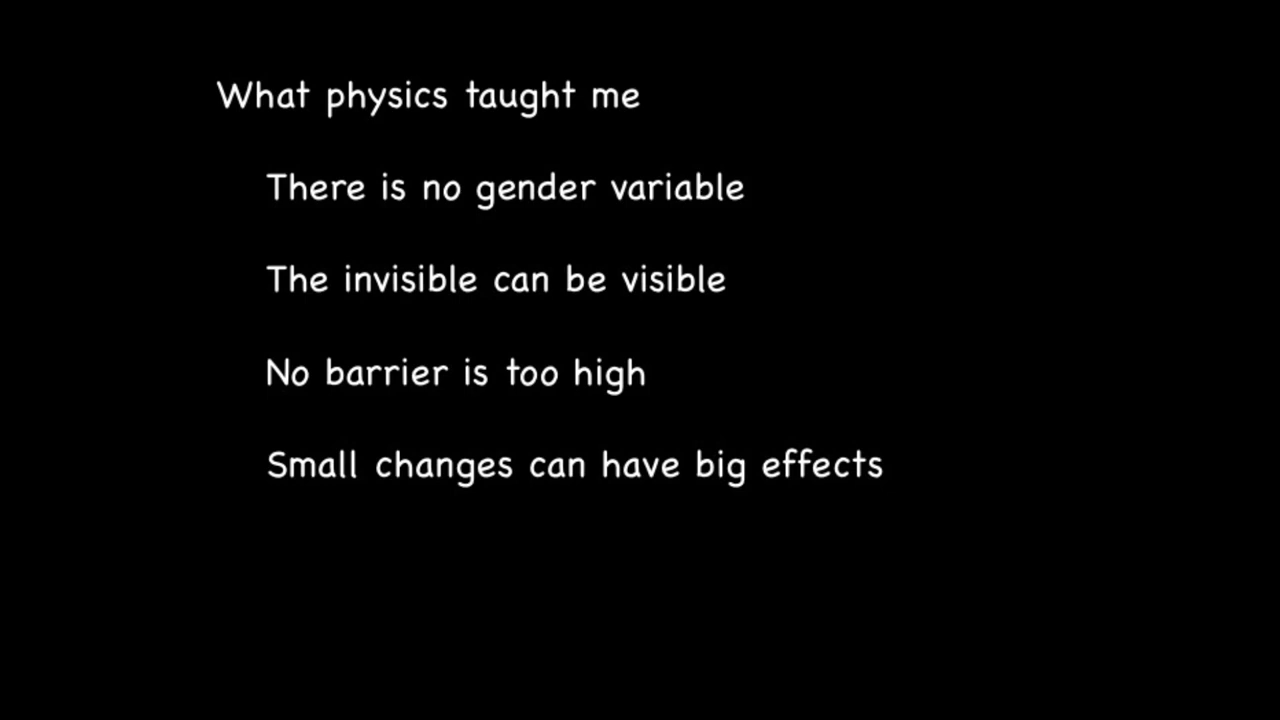 What physics taught me
There is no gender variable
The invisible can be visible
No barrier is too high
Small changes can have big effects